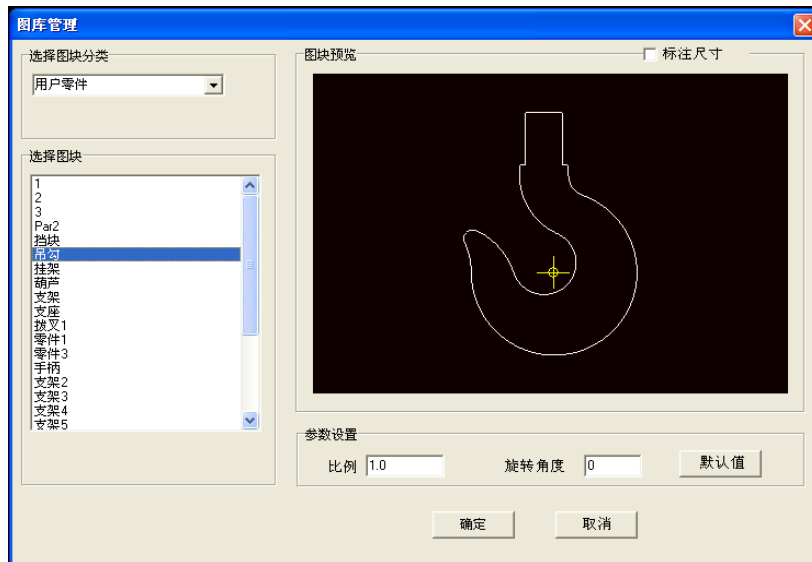 图库管理
选择图块分类
用户零件
选择图块
1
2
3
Par2
挡块
吊勾
挂架
葫芦
支架
支座
拨叉1
零件1
零件3
手柄
支架2
支架3
支架4
支架5
图块预览
标注尺寸
参数设置
比例 1.0 旋转角度 0 默认值
确定 取消